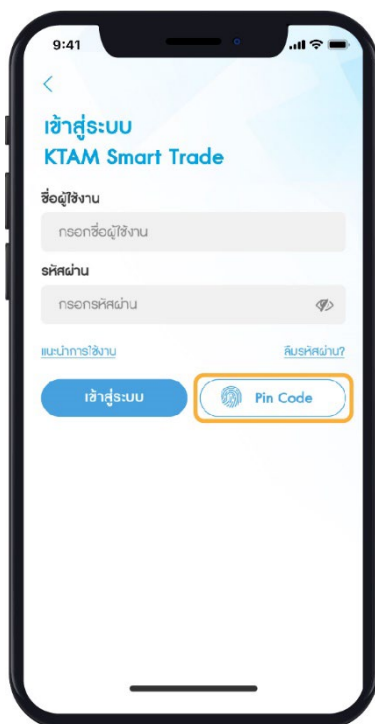 9:41
เข้าสู่ระบบ
KTAM Smart Trade
ชื่อผู้ใช้งาน
กรอกชื่อผู้ใช้งาน
รหัสผ่าน
กรอกรหัสผ่าน
แนะนำการใช้งาน ลืมรหัสผ่าน?
เข้าสู่ระบบ Pin Code